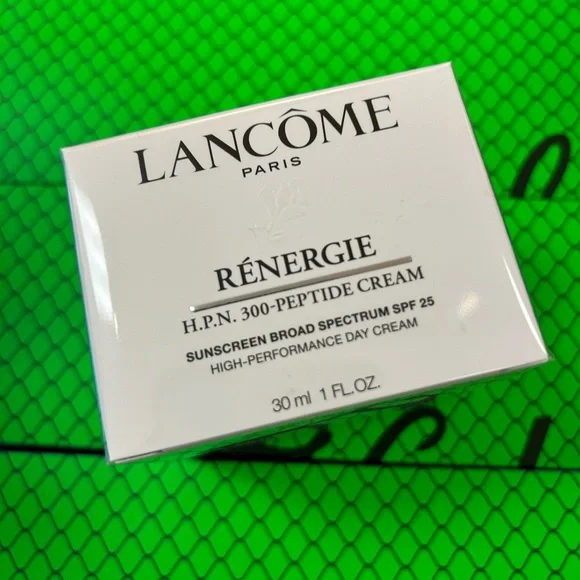 LANCÔME
PARIS
RÉNERGIE
H.P.N. 300-PEPTIDE CREAM
SUNSCREEN BROAD SPECTRUM SPF 25
HIGH-PERFORMANCE DAY CREAM
30 ml 1 FL.OZ.